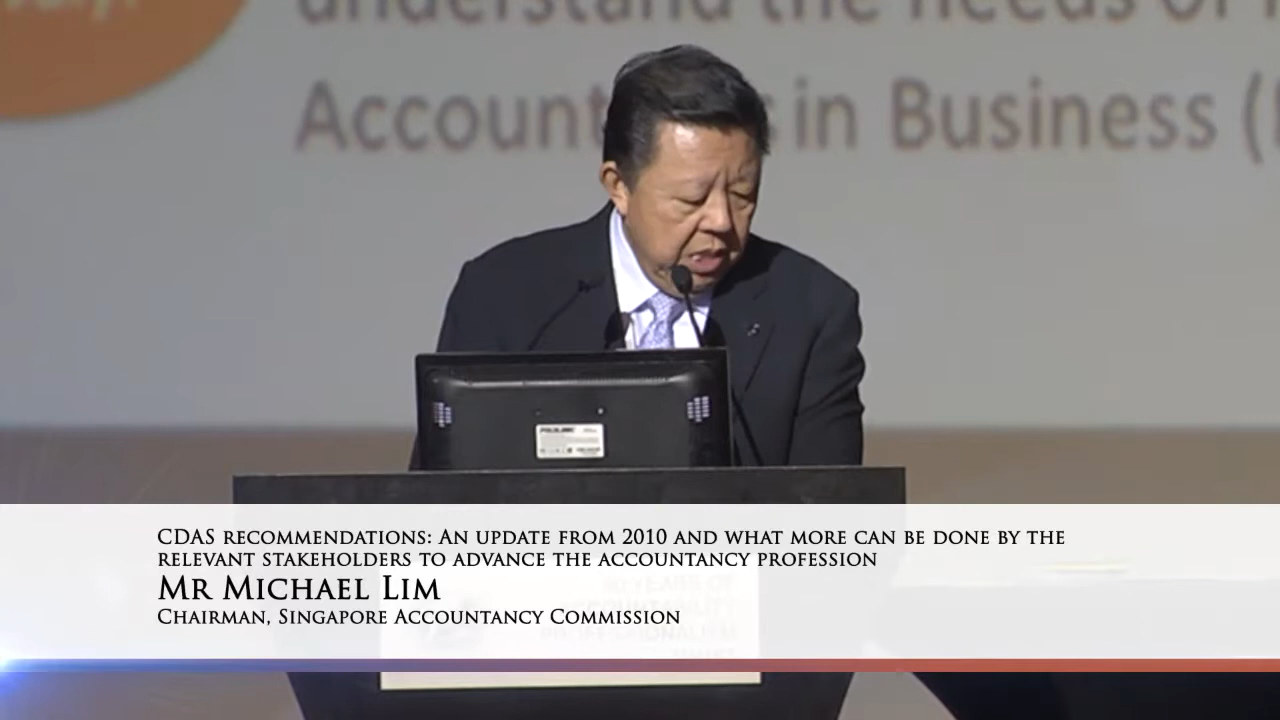 understand the needs of
Account in Business (
CDAS RECOMMENDATIONS: AN UPDATE FROM 2010 AND WHAT MORE CAN BE DONE BY THE
RELEVANT STAKEHOLDERS TO ADVANCE THE ACCOUNTANCY PROFESSION
MR MICHAEL LIM
CHAIRMAN, SINGAPORE ACCOUNTANCY COMMISSION